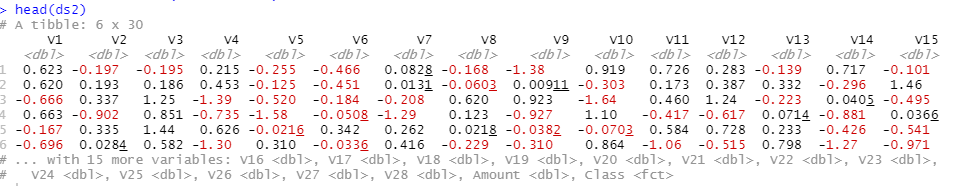 > head(ds2)
# A tibble: 6 x 30
v1 v2 v3 v4 v5 v6 v7 v8 v9 v10 v11 v12 v13 v14 v15
<dbl> <dbl> <dbl> <dbl> <dbl> <dbl> <dbl> <dbl> <dbl> <dbl> <dbl> <dbl> <dbl> <dbl> <dbl>
1 0.623 -0.197 -0.195 0.215 -0.255 -0.466 0.0828 -0.168 -1.38 0.919 0.726 0.283 -0.139 0.717 -0.101
2 0.620 0.193 0.186 0.453 -0.125 -0.451 0.0131 -0.0603 0.00911 -0.303 0.173 0.387 0.332 -0.296 1.46
3 -0.666 0.337 1.25 -1.39 -0.520 -0.184 -0.208 0.620 0.923 -1.64 0.460 1.24 -0.223 0.0405 -0.495
4 0.663 -0.902 0.851 -0.735 -1.58 -0.0508 -1.29 0.123 -0.927 1.10 -0.417 -0.617 0.0714 -0.881 0.0366
5 -0.167 0.335 1.44 0.626 -0.0216 0.342 0.262 0.0218 -0.0382 -0.0703 0.584 0.728 0.233 -0.426 -0.541
6 -0.696 0.0284 0.582 -1.30 0.310 -0.0336 0.416 -0.229 -0.310 0.864 -1.06 -0.515 0.798 -1.27 -0.971
# ... with 15 more variables: v16 <dbl>, v17 <dbl>, v18 <dbl>, v19 <dbl>, v20 <dbl>, v21 <dbl>, v22 <dbl>, v23 <dbl>,
# v24 <dbl>, v25 <dbl>, v26 <dbl>, v27 <dbl>, v28 <dbl>, Amount <dbl>, Class <fct>